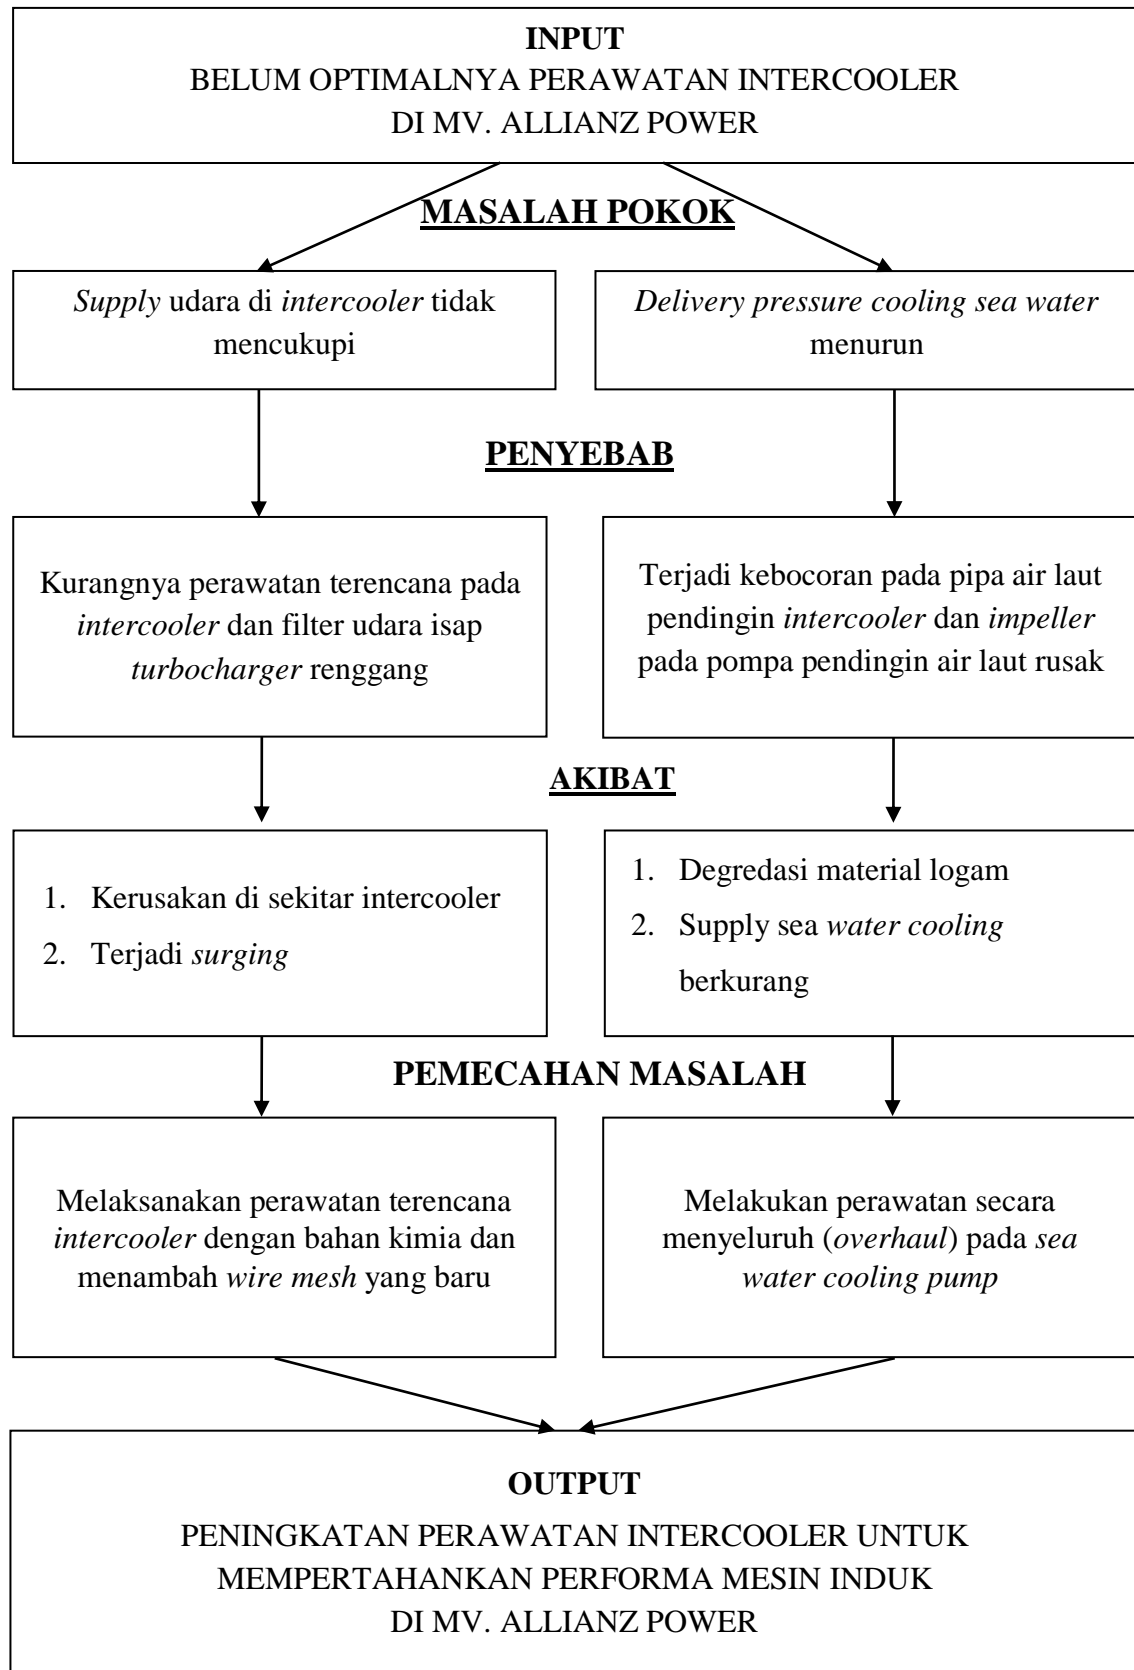 INPUT
BELUM OPTIMALNYA PERAWATAN INTERCOOLER
DI MV. ALLIANZ POWER
MASALAH POKOK
Supply udara di intercooler tidak
mencukupi
Delivery pressure cooling sea water
menurun
PENYEBAB
Kurangnya perawatan terencana pada
intercooler dan filter udara isap
turbocharger renggang
Terjadi kebocoran pada pipa air laut
pendingin intercooler dan impeller
pada pompa pendingin air laut rusak
AKIBAT
1. Kerusakan di sekitar intercooler
2. Terjadi surging
1. Degredasi material logam
2. Supply sea water cooling
berkurang
PEMECAHAN MASALAH
Melaksanakan perawatan terencana
intercooler dengan bahan kimia dan
menambah wire mesh yang baru
Melakukan perawatan secara
menyeluruh (overhaul) pada sea
water cooling pump
OUTPUT
PENINGKATAN PERAWATAN INTERCOOLER UNTUK
MEMPERTAHANKAN PERFORMA MESIN INDUK
DI MV. ALLIANZ POWER